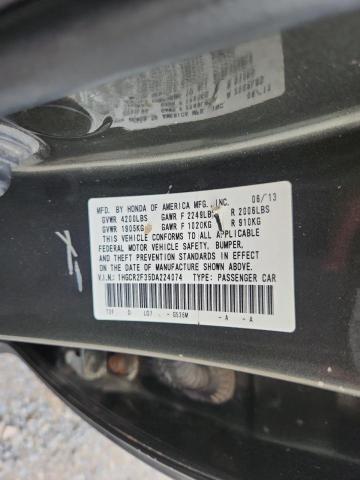 MFD. BY HONDA OF AMERICA MFG., INC. 06/13
GVWR 4200LBS GAWR F 2249LBS R 2006LBS
GVWR 1905KG GAWR F 1020KG R 910KG
THIS VEHICLE CONFORMS TO ALL APPLICABLE
FEDERAL MOTOR VEHICLE SAFETY, BUMPER,
AND THEFT PREVENTION STANDARDS IN EFFECT ON THE
DATE OF MANUFACTURE SHOWN ABOVE.
V.I.N.: 1HGCR2F35DA224074 TYPE: PASSENGER CAR
- G536M - A - A